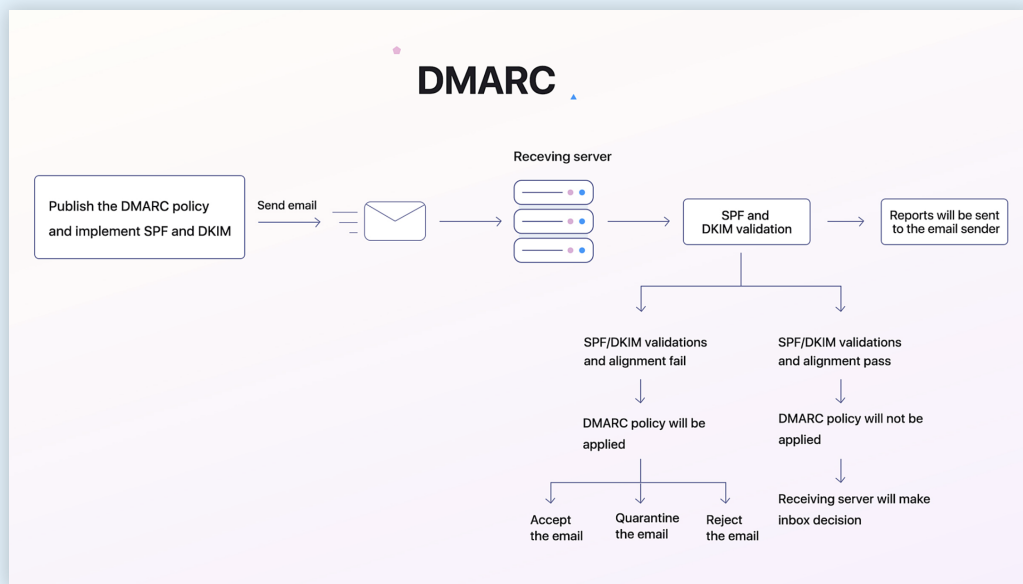 DMARC
Receving server
Publish the DMARC policy
and implement SPF and DKIM
Send email
SPF and
DKIM validation
Reports will be sent
to the email sender
SPF/DKIM validations
and alignment fail
SPF/DKIM validations
and alignment pass
DMARC policy will be
applied
DMARC policy will not be
applied
Accept
the email
Quarantine
the email
Reject
the email
Receiving server will make
inbox decision